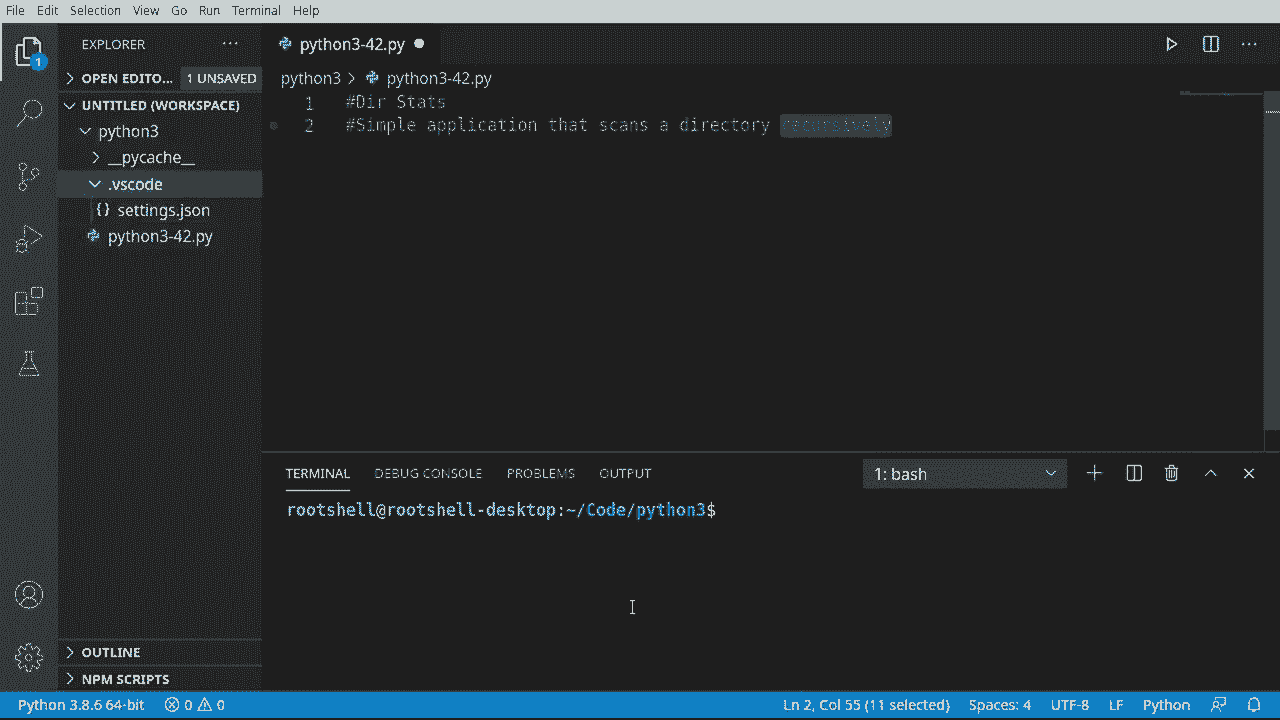 File Edit Selection View Go Run Terminal Help
EXPLORER
OPEN EDITO... 1 UNSAVED
UNTITLED (WORKSPACE)
python3
__pycache__
.vscode
{} settings.json
python3-42.py
OUTLINE
NPM SCRIPTS
1
python3-42.py
python3 > python3-42.py
1 #Dir Stats
2 #Simple application that scans a directory recursively
TERMINAL DEBUG CONSOLE PROBLEMS OUTPUT 1: bash
rootshell@rootshell-desktop:~/Code/python3$
Python 3.8.6 64-bit 0 0 Ln 2, Col 55 (11 selected) Spaces: 4 UTF-8 LF Python